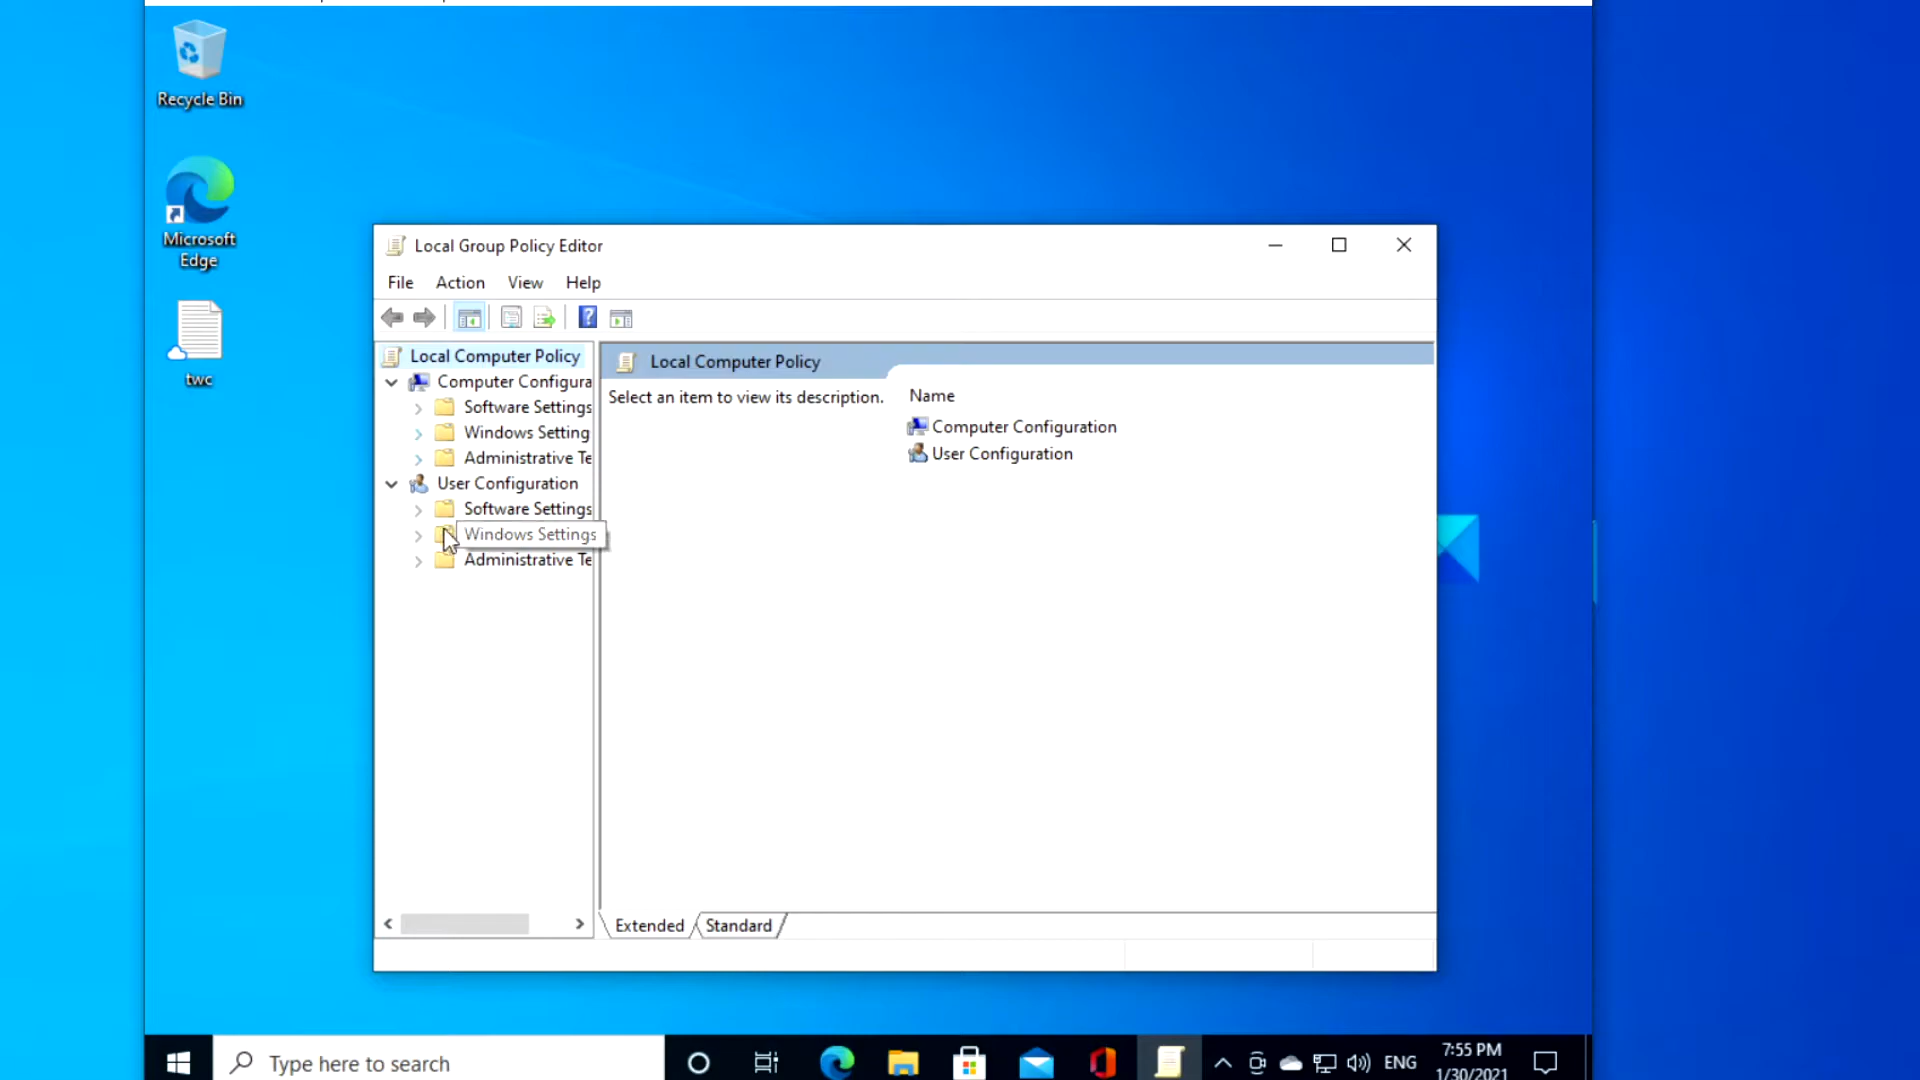 Recycle Bin
Microsoft
Edge
twc
Local Group Policy Editor
File Action View Help
Local Computer Policy
Computer Configura
Software Settings
Windows Setting
Administrative Te
User Configuration
Software Settings
Windows Settings
Administrative Te
Local Computer Policy
Select an item to view its description.
Name
Computer Configuration
User Configuration
Extended
Standard
Type here to search
ENG
7:55 PM
1/30/2021